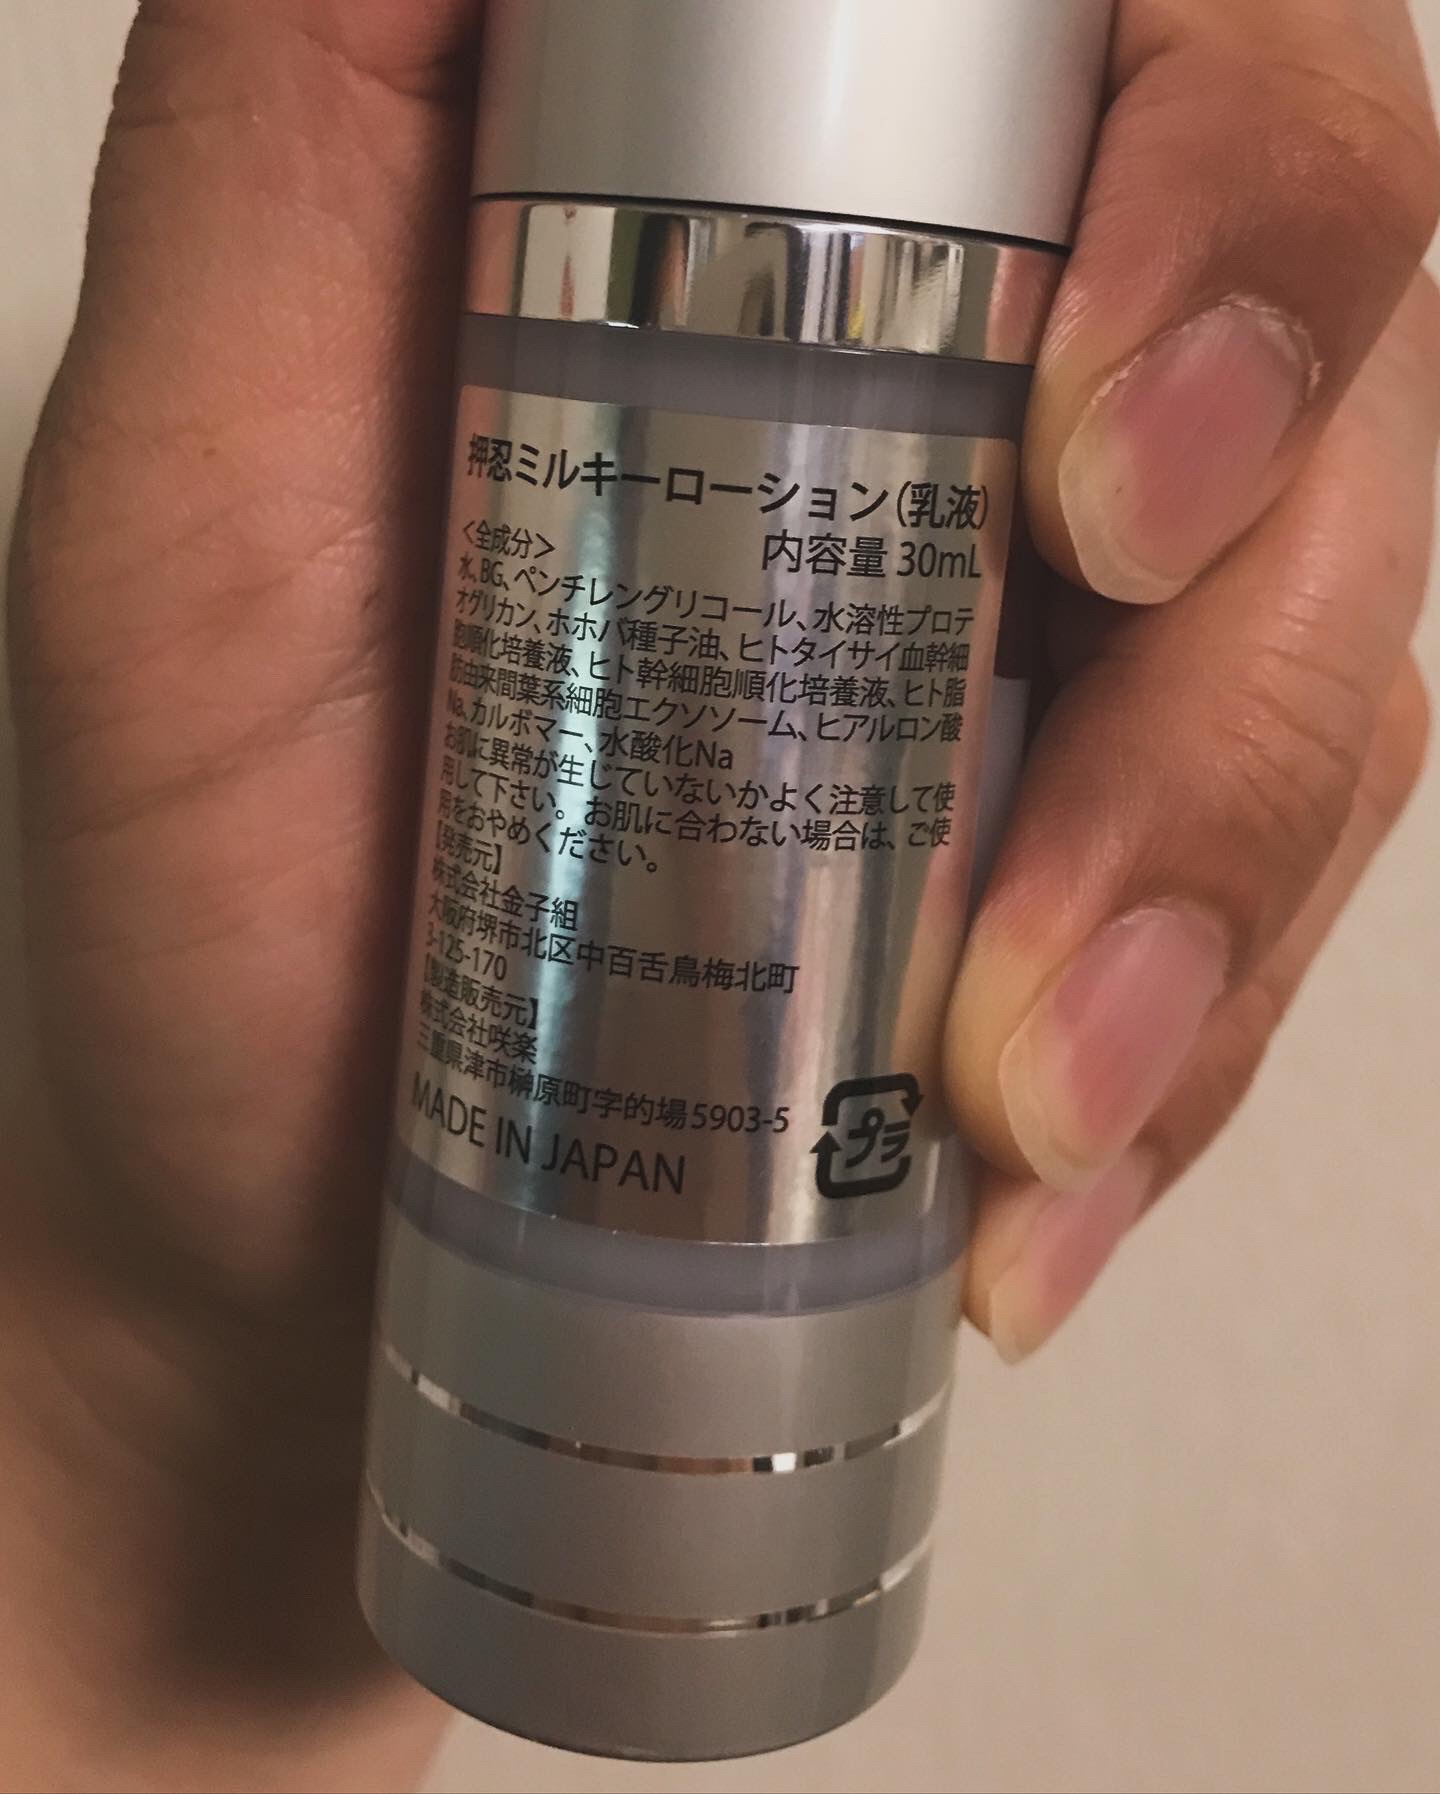 押忍ミルキーローション(乳液)
内容量 30mL
<全成分>
水、BG、ペンチレングリコール、水溶性プロテ
オグリカン、ホホバ種子油、ヒトタイサイ血幹細
胞順化培養液、ヒト幹細胞順化培養液、ヒト脂
肪由来間葉系細胞エクソソーム、ヒアルロン酸
Na、カルボマー、水酸化Na
お肌に異常が生じていないかよく注意して使
用して下さい。お肌に合わない場合は、ご使
用をおやめください。
【発売元】
株式会社金子組
大阪府堺市北区中百舌鳥梅北町
3-125-170
【製造販売元】
株式会社咲楽
三重県津市榊原町字的場5903-5
MADE IN JAPAN
プラ